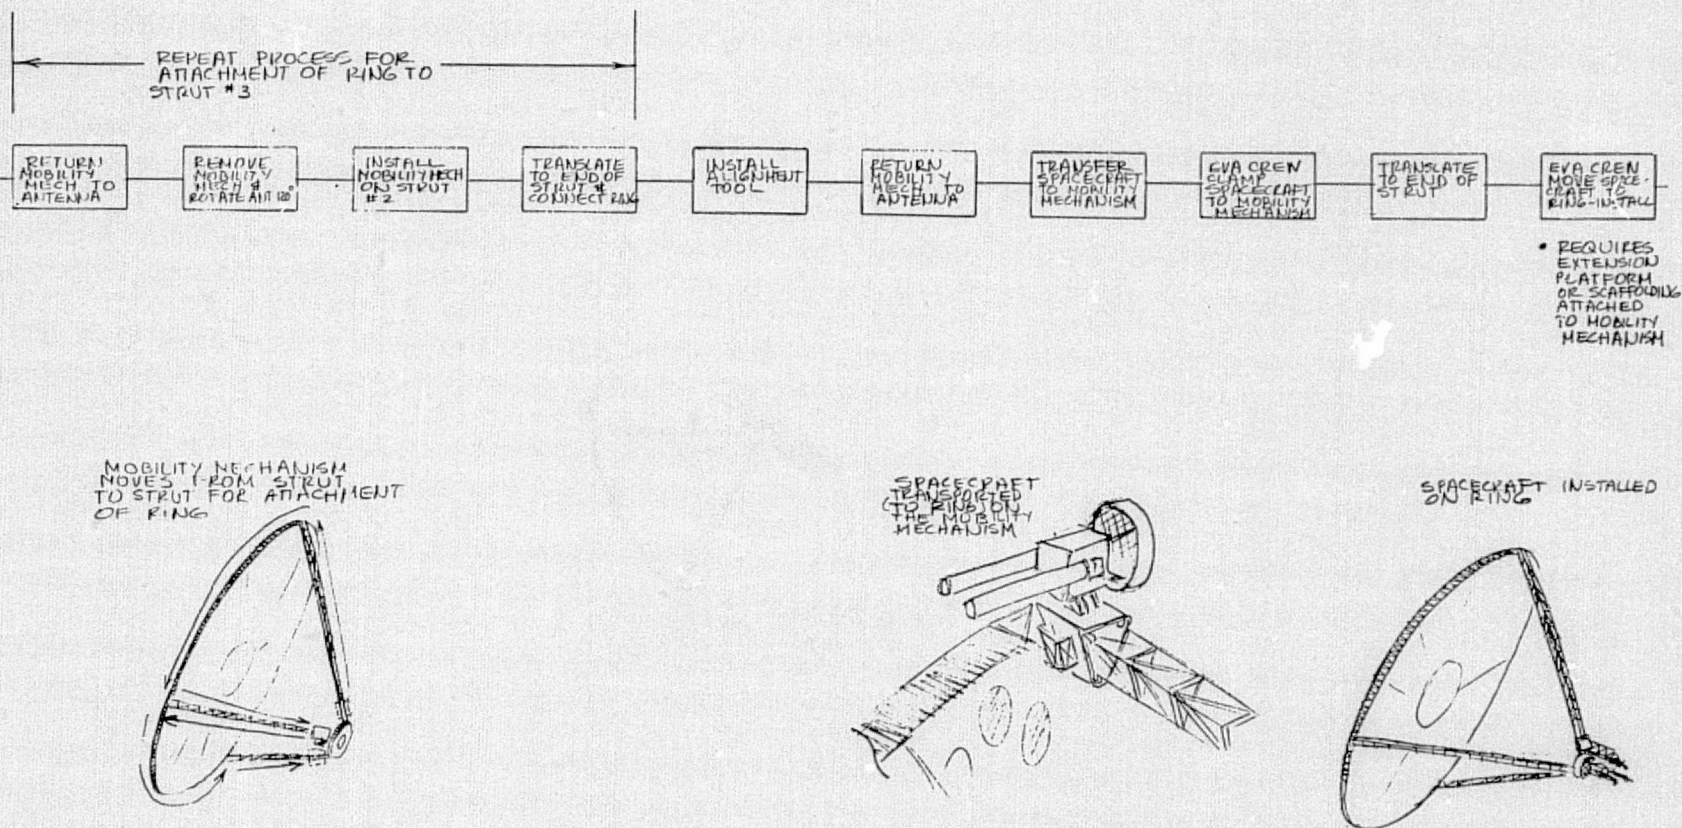 REPEAT PROCESS FOR
ATTACHMENT OF RING TO
STRUT #3
RETURN
MOBILITY
MECH TO
ANTENNA
REMOVE
MOBILITY
MECH &
ROTATE ANT 120°
INSTALL
MOBILITY MECH
ON STRUT
#2
TRANSLATE
TO END OF
STRUT &
CONNECT RING
INSTALL
ALIGNMENT
TOOL
RETURN
MOBILITY
MECH TO
ANTENNA
TRANSFER
SPACECRAFT
TO MOBILITY
MECHANISM
EVA CREW
CLAMP
SPACECRAFT
TO MOBILITY
MECHANISM
TRANSLATE
TO END OF
STRUT
EVA CREW
MOVE SPACE-
CRAFT TO
RING-INSTALL
• REQUIRES
EXTENSION
PLATFORM
OR SCAFFOLDING
ATTACHED
TO MOBILITY
MECHANISM
MOBILITY MECHANISM
MOVES FROM STRUT
TO STRUT FOR ATTACHMENT
OF RING
SPACECRAFT
TRANSPORTED
(TO RING) ON
THE MOBILITY
MECHANISM
SPACECRAFT INSTALLED
ON RING